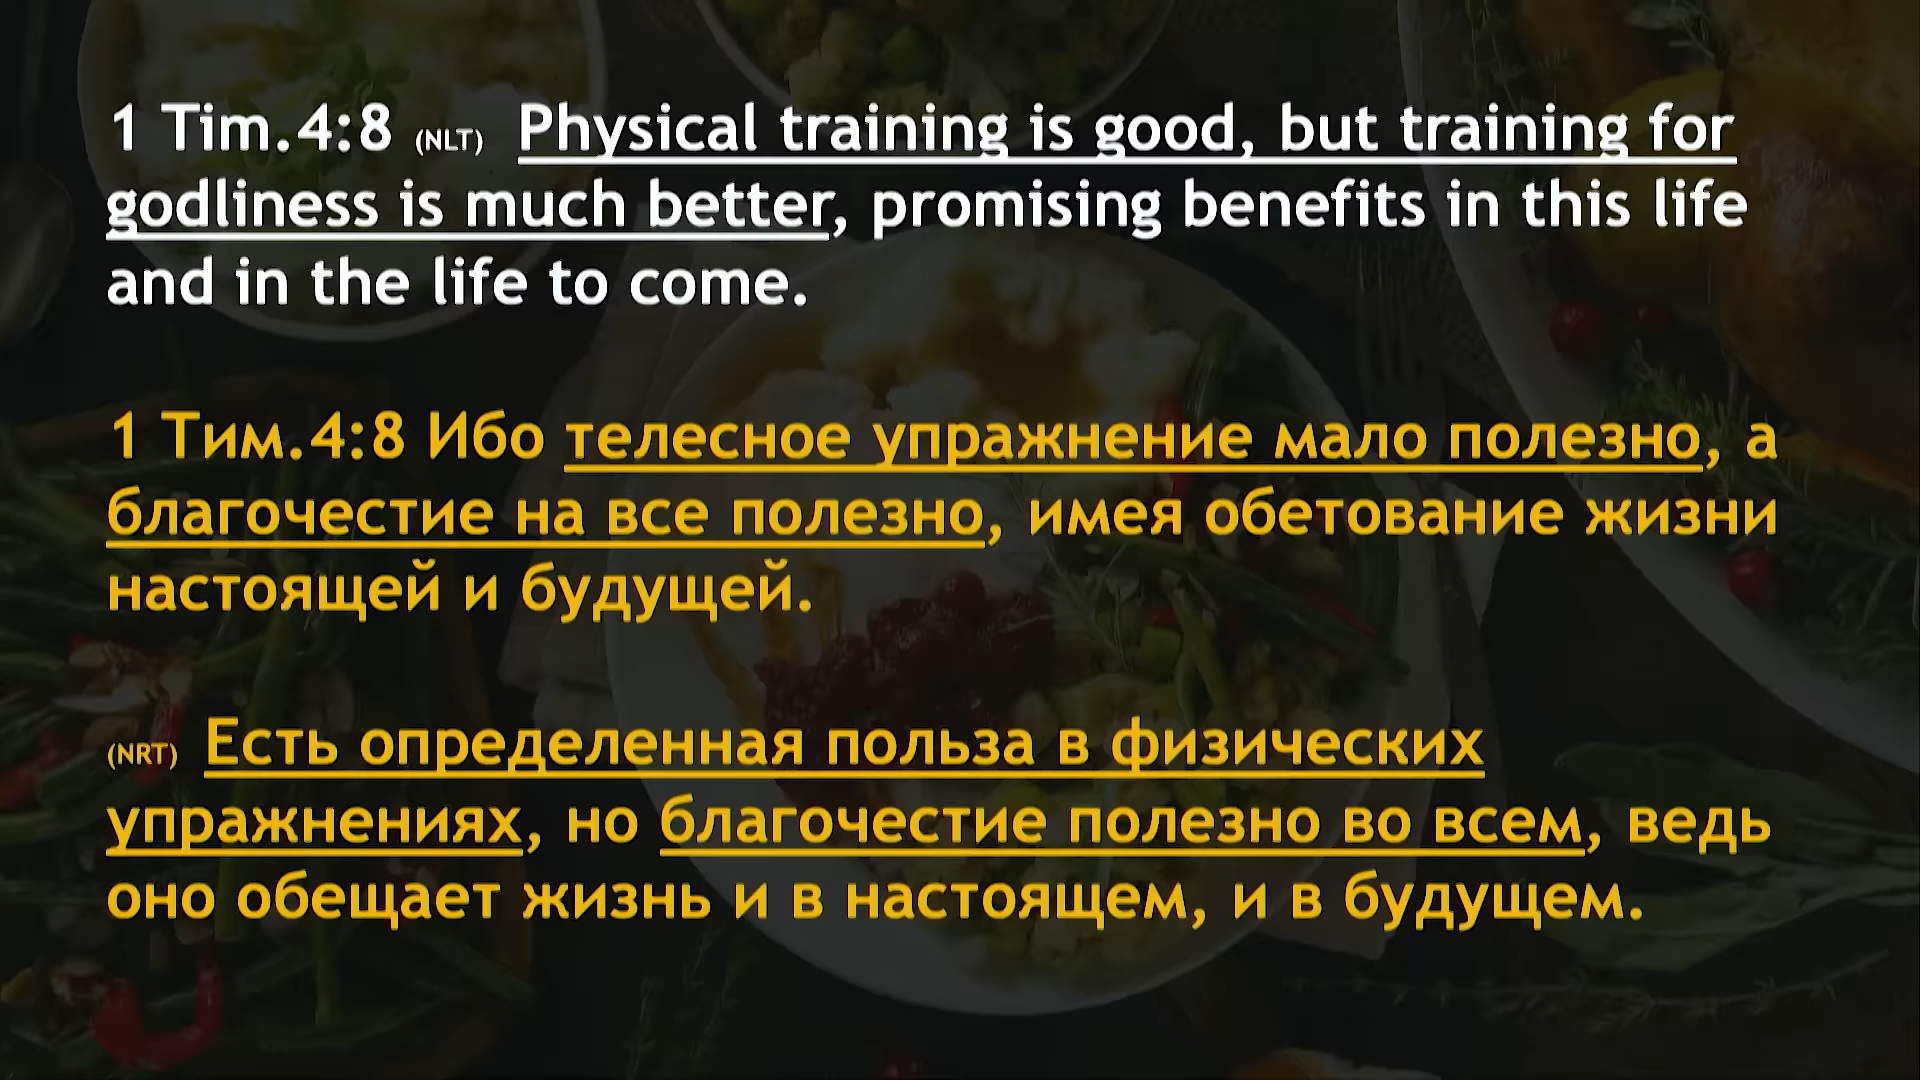 1 Tim.4:8 (NLT) Physical training is good, but training for
godliness is much better, promising benefits in this life
and in the life to come.
1 Тим.4:8 Ибо телесное упражнение мало полезно, а
благочестие на все полезно, имея обетование жизни
настоящей и будущей.
(NRT) Есть определенная польза в физических
упражнениях, но благочестие полезно во всем, ведь
оно обещает жизнь и в настоящем, и в будущем.